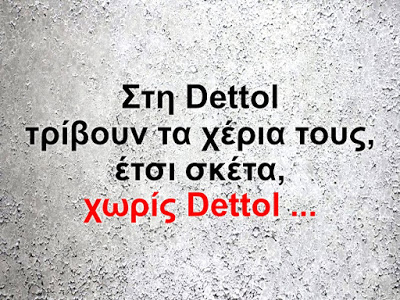 Στη Dettol
τρίβουν τα χέρια τους,
έτσι σκέτα,
χωρίς Dettol ...